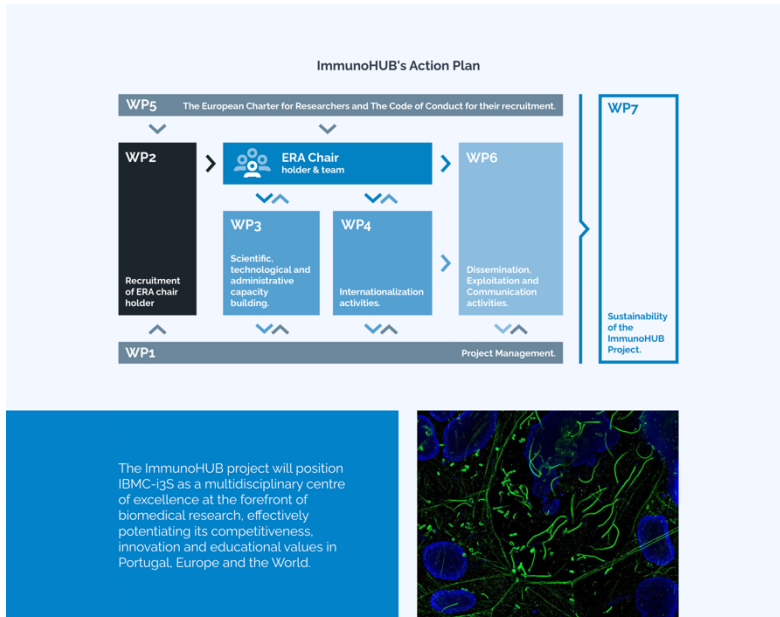 ImmunoHUB's Action Plan
WP5
The European Charter for Researchers and The Code of Conduct for their recruitment.
WP7
WP2
ERA Chair
holder & team
WP6
WP3
WP4
Scientific,
technological and
administrative
capacity
building.
Recruitment
of ERA chair
holder
Internationalization
activities.
Dissemination,
Exploitation and
Communication
activities.
Sustainability
of the
ImmunoHUB
Project.
WP1
Project Management.
The ImmunoHUB project will position
IBMC-i3S as a multidisciplinary centre
of excellence at the forefront of
biomedical research, effectively
potentiating its competitiveness,
innovation and educational values in
Portugal, Europe and the World.